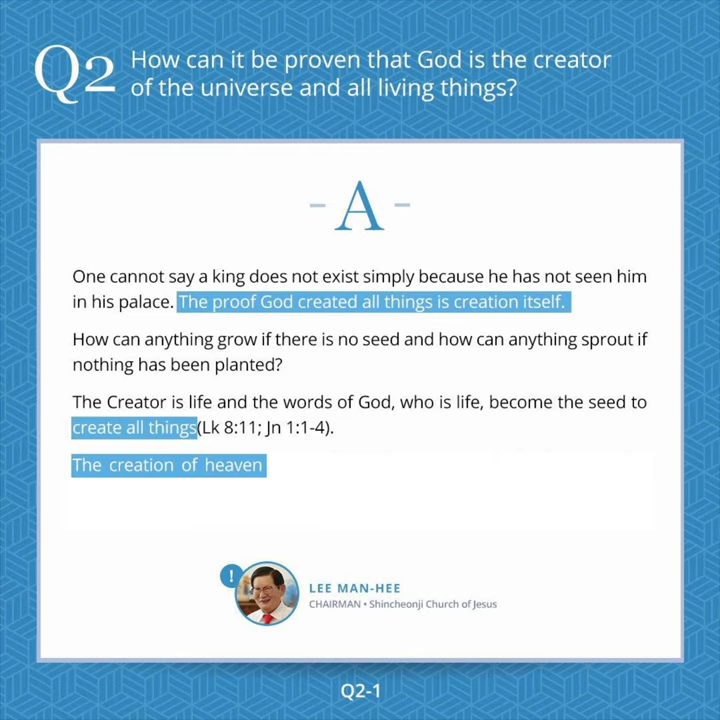 Q2 How can it be proven that God is the creator
of the universe and all living things?
- A -
One cannot say a king does not exist simply because he has not seen him
in his palace. The proof God created all things is creation itself.
How can anything grow if there is no seed and how can anything sprout if
nothing has been planted?
The Creator is life and the words of God, who is life, become the seed to
create all things(Lk 8:11; Jn 1:1-4).
The creation of heaven
!
LEE MAN-HEE
CHAIRMAN • Shincheonji Church of Jesus
Q2-1